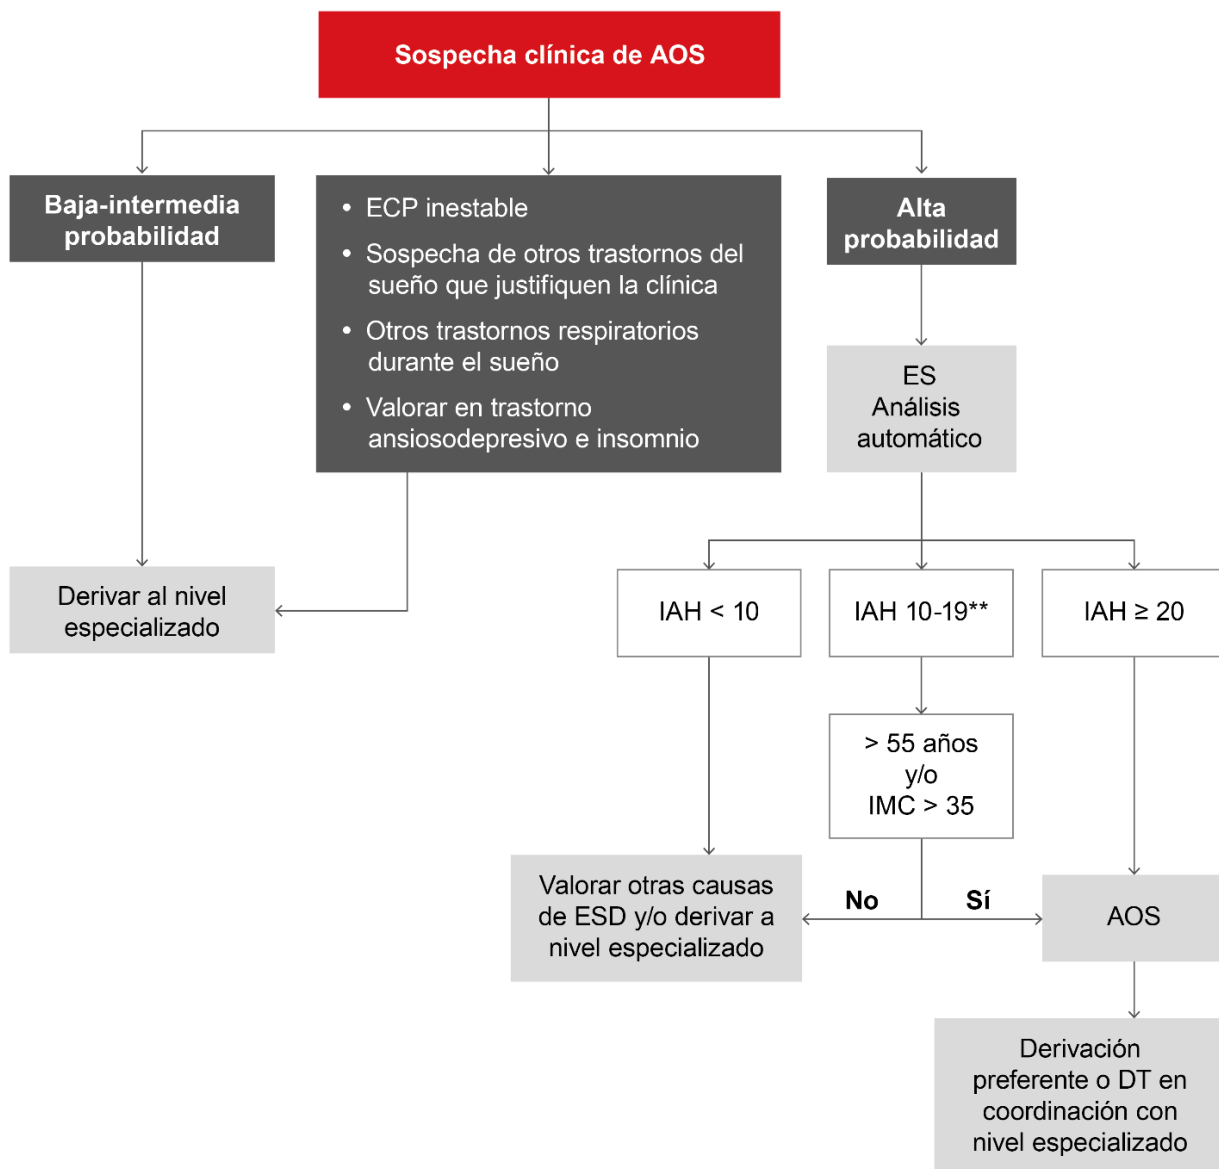 Sospecha clínica de AOS
Baja-intermedia
probabilidad
• ECP inestable
• Sospecha de otros trastornos del
sueño que justifiquen la clínica
• Otros trastornos respiratorios
durante el sueño
• Valorar en trastorno
ansiosodepresivo e insomnio
Alta
probabilidad
ES
Análisis
automático
Derivar al nivel
especializado
IAH < 10
IAH 10-19**
IAH ≥ 20
> 55 años
y/o
IMC > 35
Valorar otras causas
de ESD y/o derivar a
nivel especializado
No
Sí
AOS
Derivación
preferente o DT en
coordinación con
nivel especializado